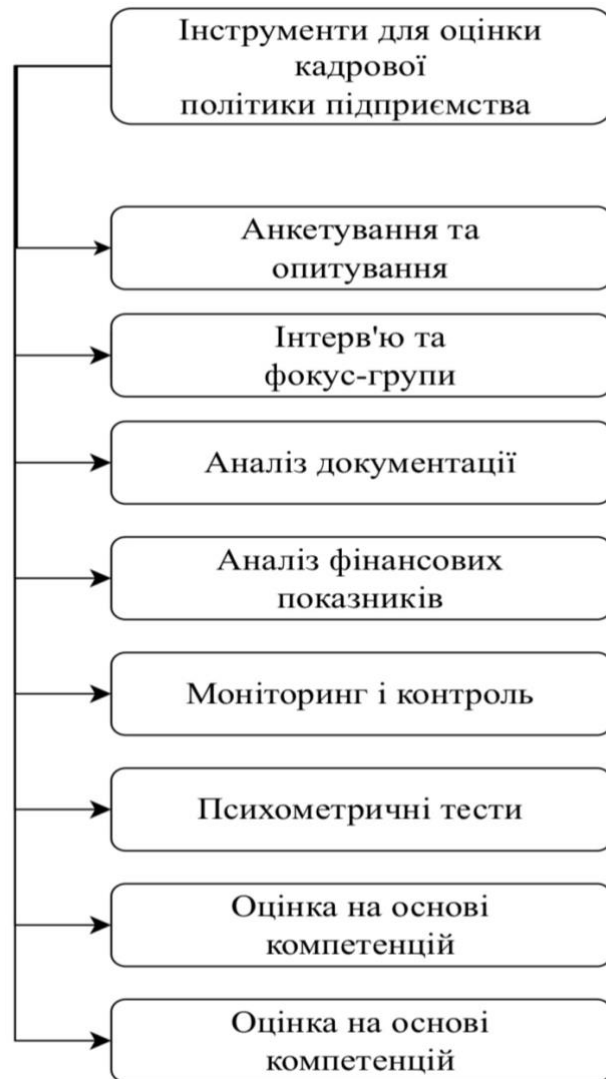 Інструменти для оцінки
кадрової
політики підприємства
Анкетування та
опитування
Інтерв'ю та
фокус-групи
Аналіз документації
Аналіз фінансових
показників
Моніторинг і контроль
Психометричні тести
Оцінка на основі
компетенцій
Оцінка на основі
компетенцій